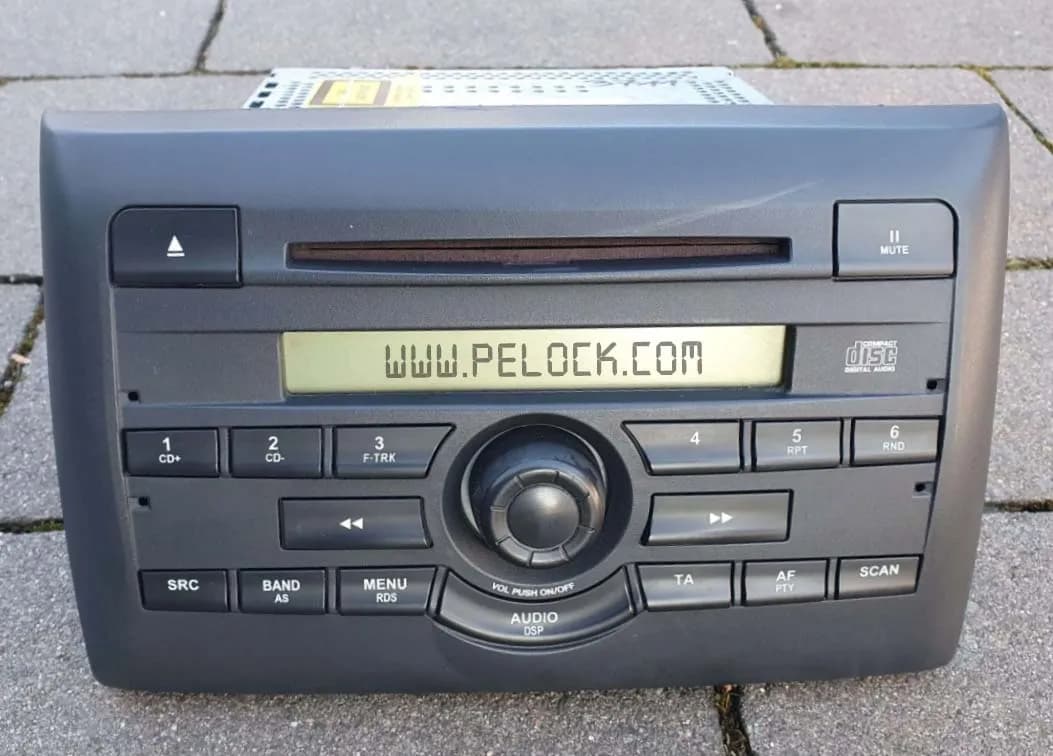 MUTE
COMPACT
disc
DIGITAL AUDIO
WWW.PELOCK.COM
1
CD+
2
CD-
3
F-TRK
4
5
RPT
6
RND
VOL PUSH ON/OFF
SRC
BAND
AS
MENU
RDS
AUDIO
DSP
TA
AF
PTY
SCAN